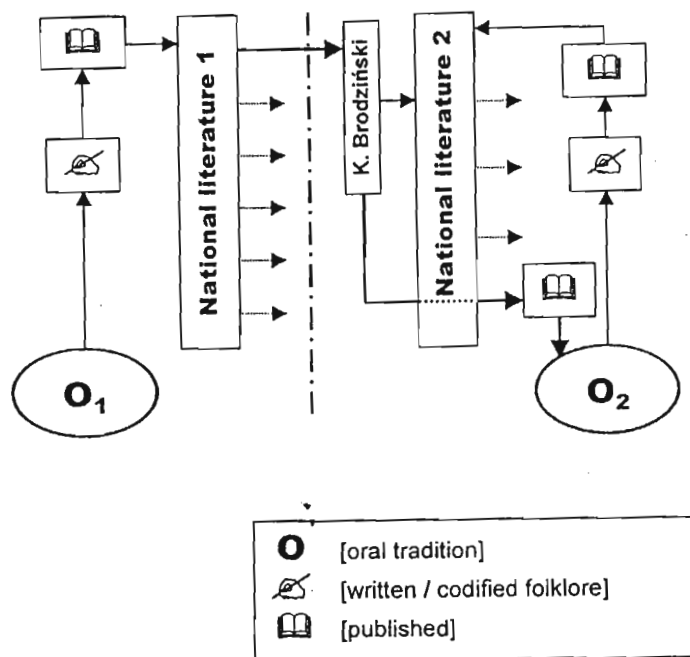 National literature 1
K. Brodziński
National literature 2
O₁
O₂
O [oral tradition]
[written / codified folklore]
[published]